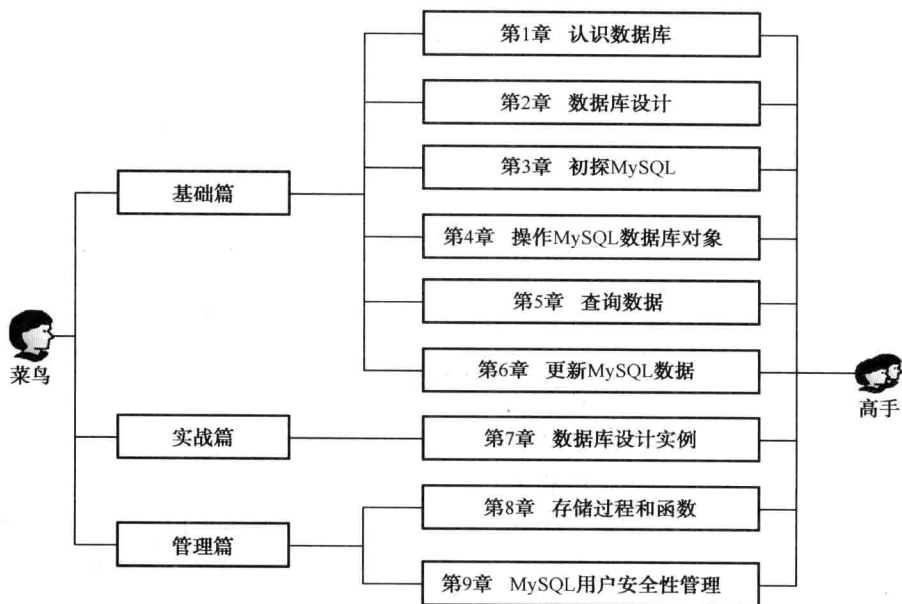 第1章 认识数据库
第2章 数据库设计
第3章 初探MySQL
基础篇
第4章 操作MySQL数据库对象
第5章 查询数据
菜鸟
第6章 更新MySQL数据
高手
实战篇
第7章 数据库设计实例
第8章 存储过程和函数
管理篇
第9章 MySQL用户安全性管理